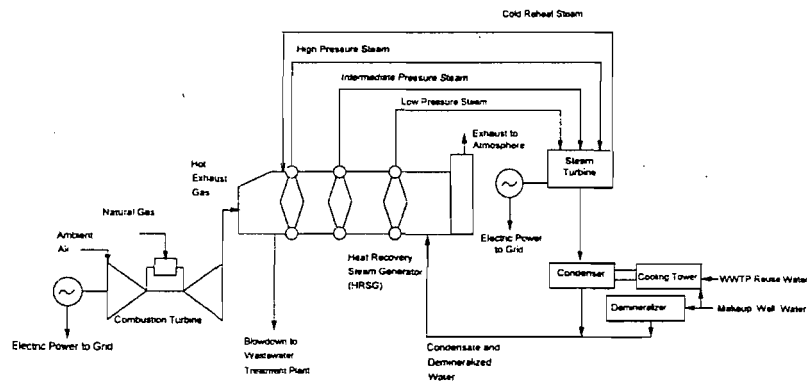 Cold Reheat Steam
High Pressure Steam
Intermediate Pressure Steam
Low Pressure Steam
Exhaust to
Atmosphere
Steam
Turbine
Hot
Exhaust
Gas
Natural Gas
Ambient
Air
Combustion Turbine
Electric Power to Grid
Heat Recovery
Steam Generator
(HRSG)
Blowdown to
Wastewater
Treatment Plant
Electric Power
to Grid
Condenser
Cooling Tower
WWTP Reuse Water
Demineralizer
Makeup Well Water
Condensate and
Demineralized
Water